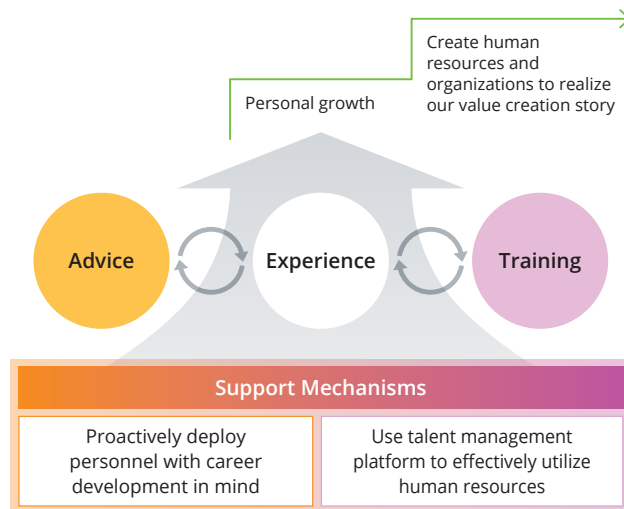 Create human
resources and
organizations to realize
our value creation story
Personal growth
Advice
Experience
Training
Support Mechanisms
Proactively deploy
personnel with career
development in mind
Use talent management
platform to effectively utilize
human resources